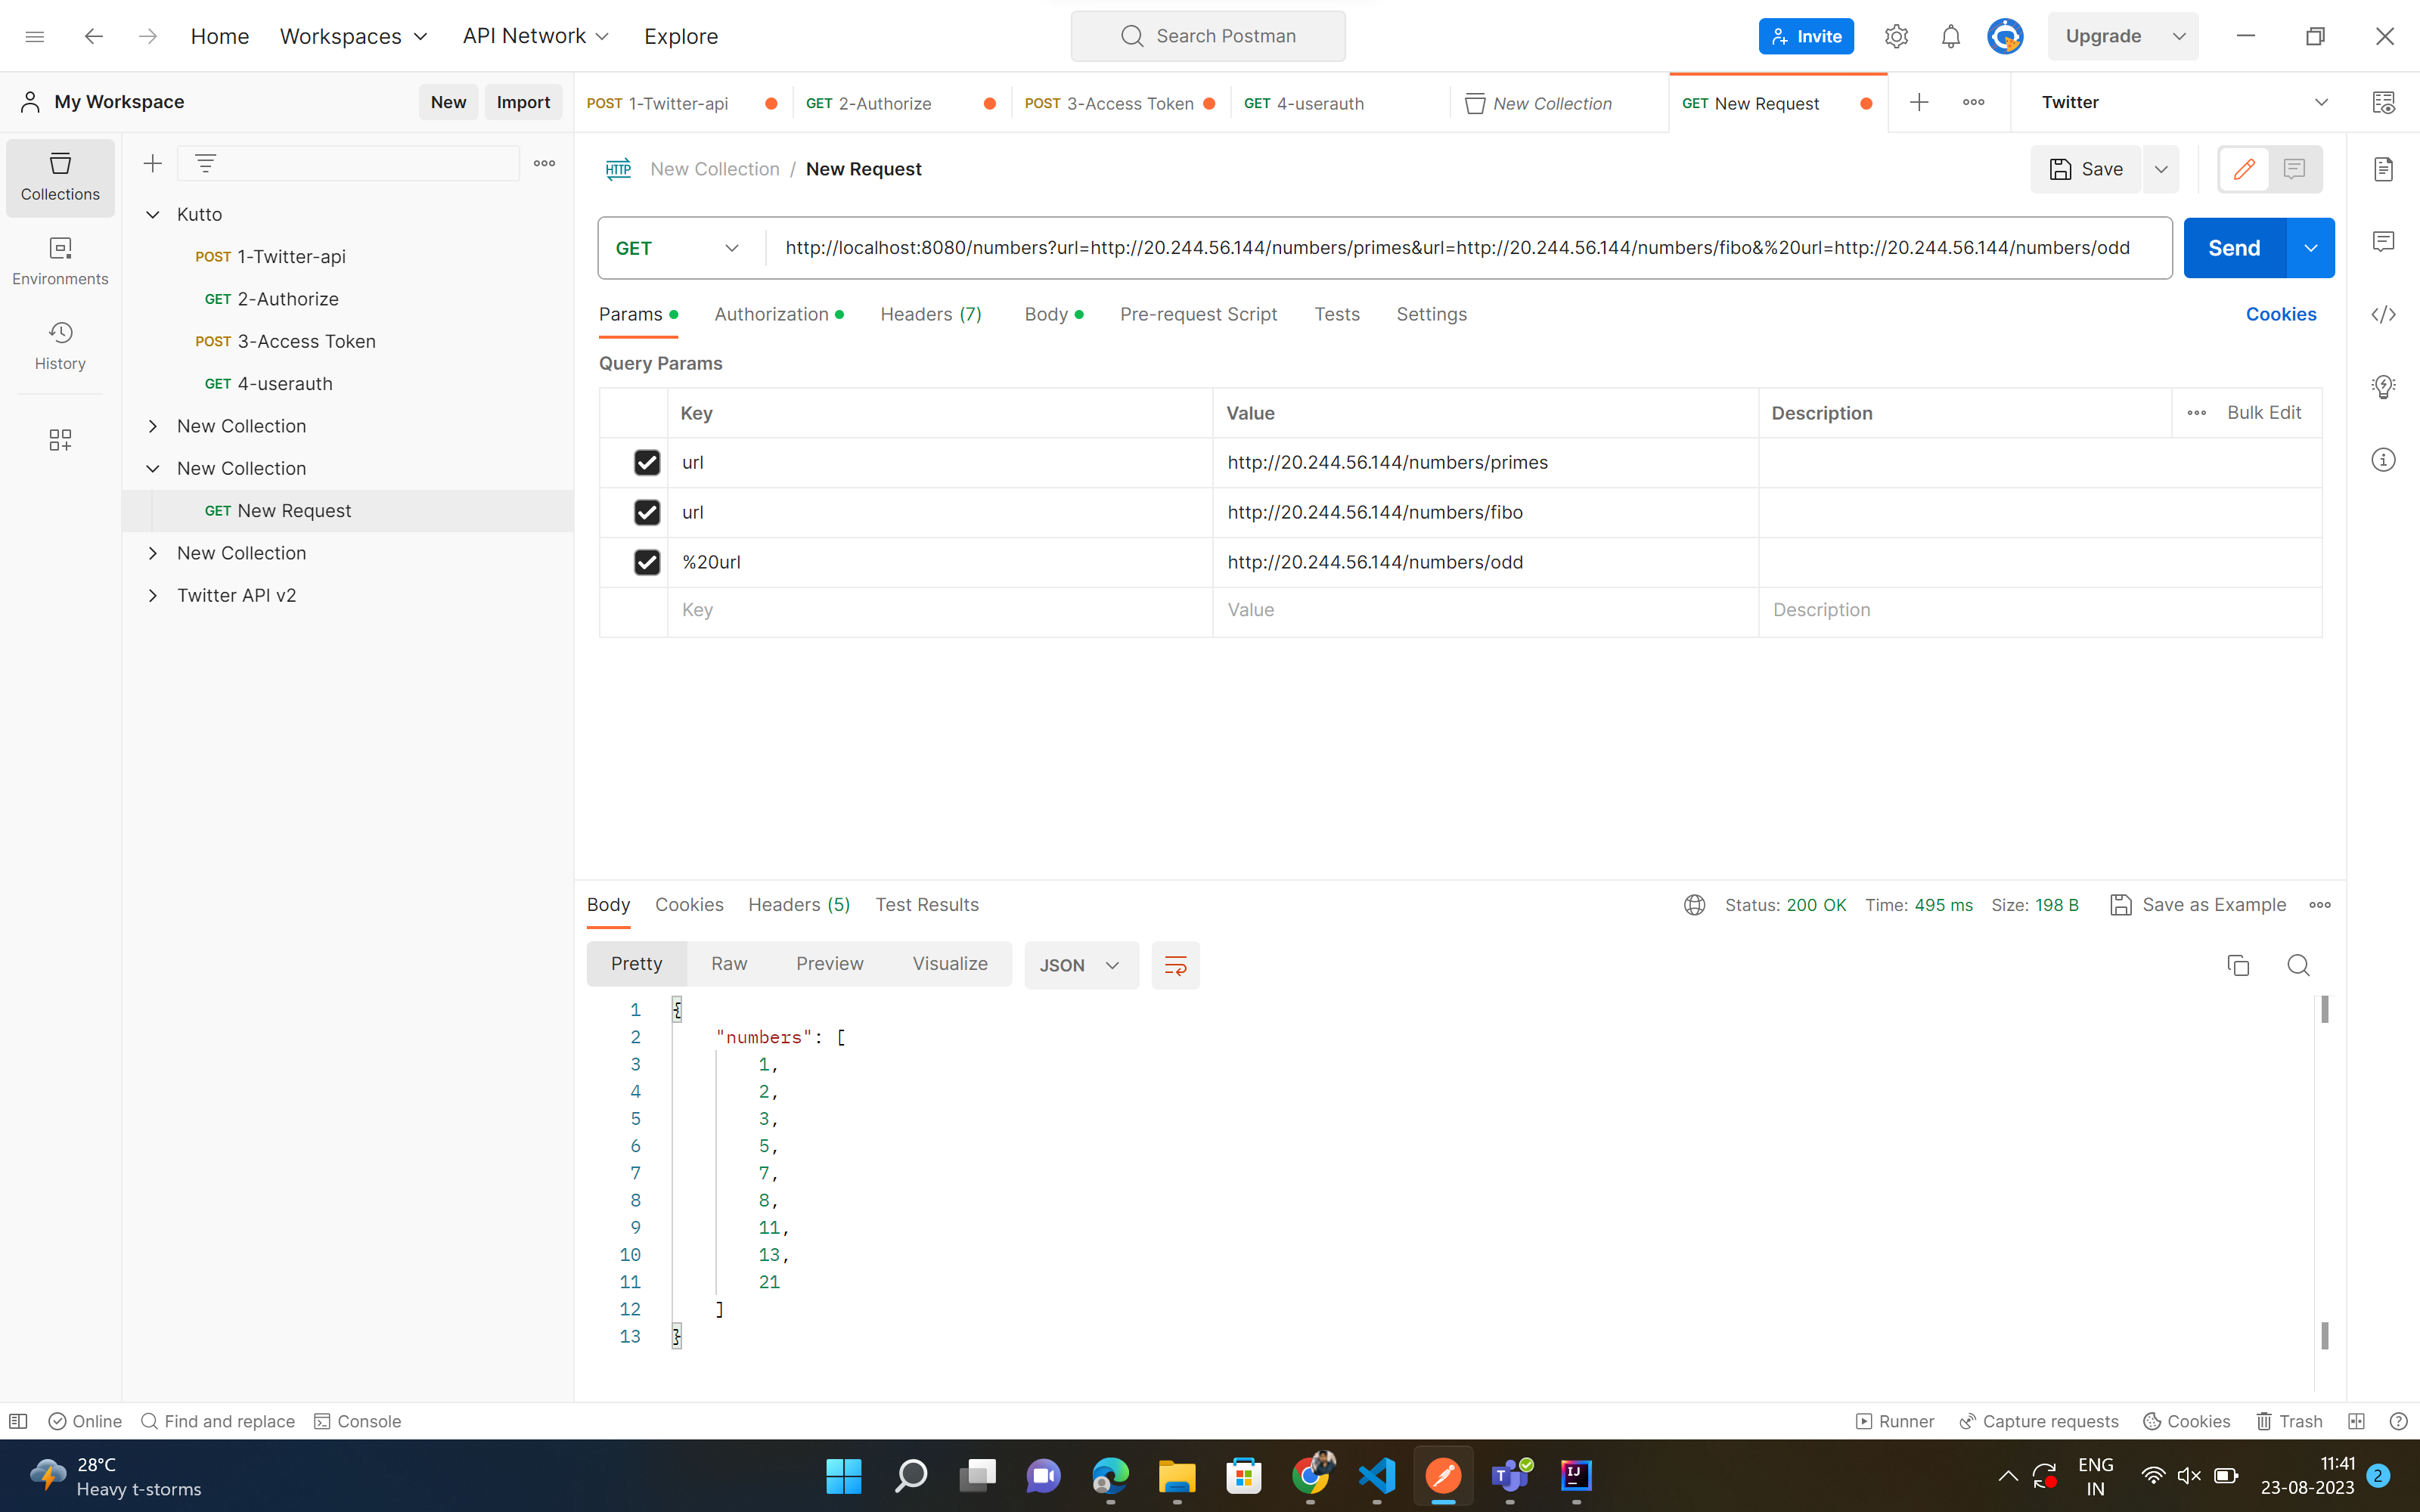 Home Workspaces API Network Explore Search Postman Invite Upgrade
My Workspace New Import POST 1-Twitter-api GET 2-Authorize POST 3-Access Token GET 4-userauth New Collection GET New Request Twitter
Collections
Environments
History
Kutto
POST 1-Twitter-api
GET 2-Authorize
POST 3-Access Token
GET 4-userauth
New Collection
New Collection
GET New Request
New Collection
Twitter API v2
HTTP New Collection / New Request Save
GET http://localhost:8080/numbers?url=http://20.244.56.144/numbers/primes&url=http://20.244.56.144/numbers/fibo&%20url=http://20.244.56.144/numbers/odd Send
Params Authorization Headers (7) Body Pre-request Script Tests Settings Cookies
Query Params
Key Value Description Bulk Edit
url http://20.244.56.144/numbers/primes
url http://20.244.56.144/numbers/fibo
%20url http://20.244.56.144/numbers/odd
Key Value Description
Body Cookies Headers (5) Test Results Status: 200 OK Time: 495 ms Size: 198 B Save as Example
Pretty Raw Preview Visualize JSON
1 {
2 "numbers": [
3 1,
4 2,
5 3,
6 5,
7 7,
8 8,
9 11,
10 13,
11 21
12 ]
13 }
Online Find and replace Console Runner Capture requests Cookies Trash
28°C
Heavy t-storms
ENG
IN
11:41
23-08-2023
2